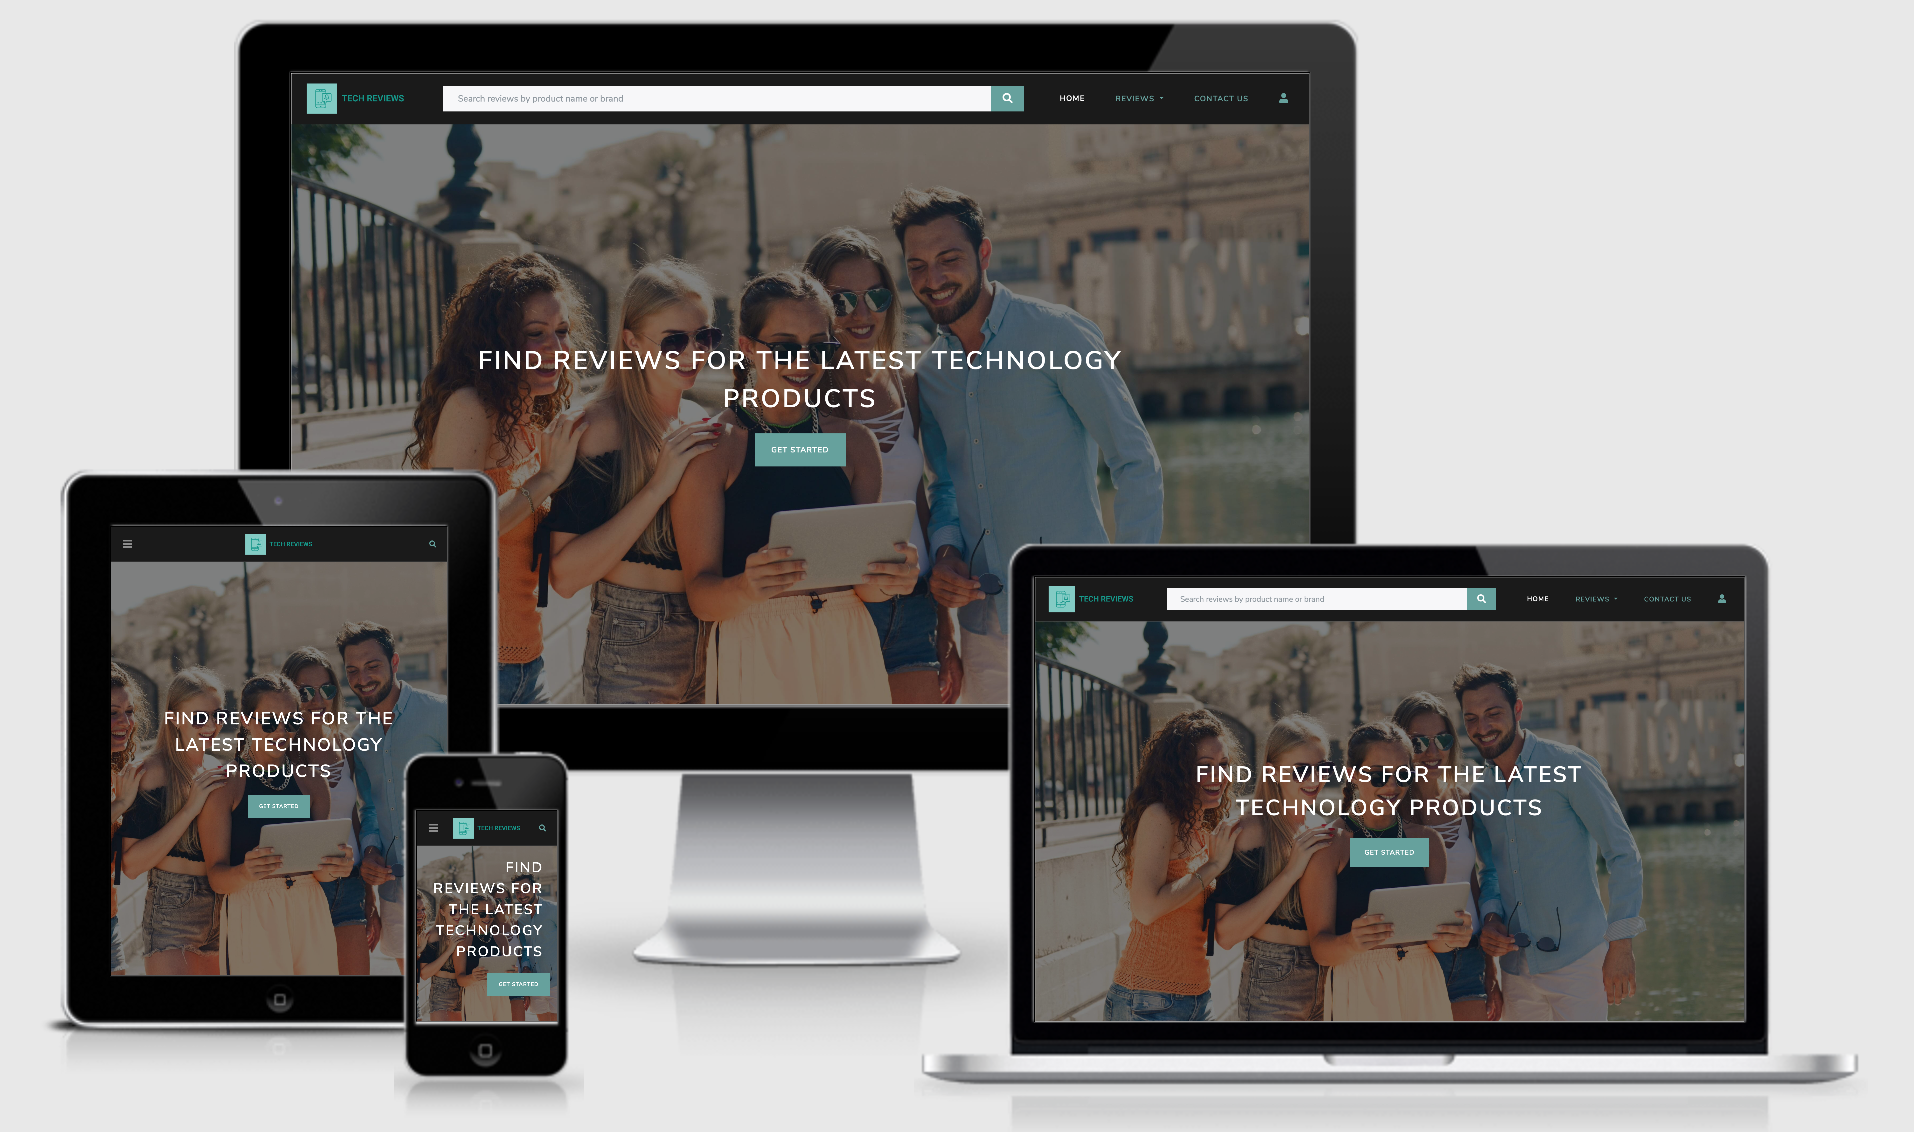 TECH REVIEWS
Search reviews by product name or brand
HOME
REVIEWS
CONTACT US
FIND REVIEWS FOR THE LATEST TECHNOLOGY
PRODUCTS
GET STARTED
TECH REVIEWS
FIND REVIEWS FOR THE
LATEST TECHNOLOGY
PRODUCTS
GET STARTED
TECH REVIEWS
FIND
REVIEWS FOR
THE LATEST
TECHNOLOGY
PRODUCTS
GET STARTED
TECH REVIEWS
Search reviews by product name or brand
HOME
REVIEWS
CONTACT US
FIND REVIEWS FOR THE LATEST
TECHNOLOGY PRODUCTS
GET STARTED